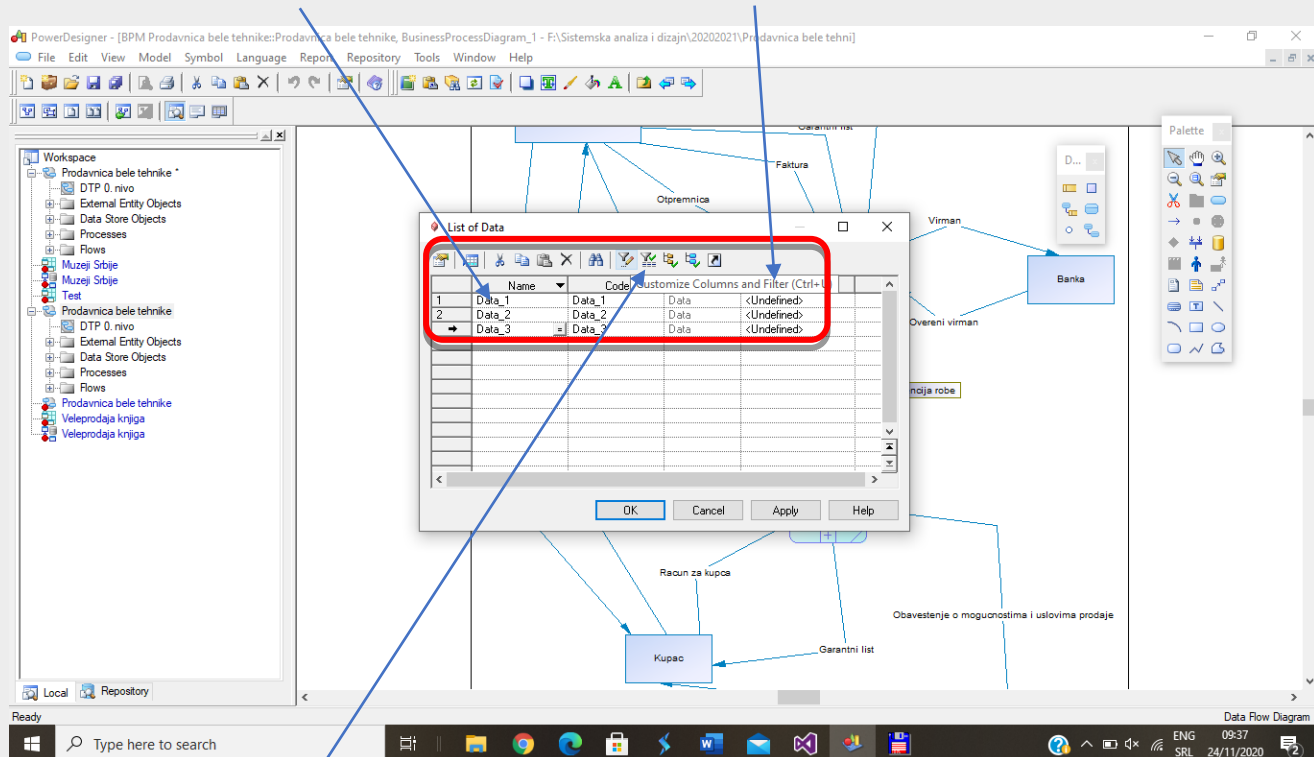 PowerDesigner - [BPM Prodavnica bele tehnike::Prodavnica bele tehnike, BusinessProcessDiagram_1 - F:\Sistemska analiza i dizajn\20202021\Prodavnica bele tehni]
File Edit View Model Symbol Language Report Repository Tools Window Help
Workspace
Prodavnica bele tehnike *
DTP 0. nivo
External Entity Objects
Data Store Objects
Processes
Flows
Muzeji Srbije
Muzeji Srbije
Test
Prodavnica bele tehnike
DTP 0. nivo
External Entity Objects
Data Store Objects
Processes
Flows
Prodavnica bele tehnike
Veleprodaja knjiga
Veleprodaja knjiga
Local Repository
Garantni list
Faktura
Otpremnica
Virman
Banka
Overeni virman
ncija robe
List of Data
Name Code Customize Columns and Filter (Ctrl+U)
1 Data_1 Data_1 Data <Undefined>
2 Data_2 Data_2 Data <Undefined>
Data_3 = Data_3 Data <Undefined>
OK Cancel Apply Help
Racun za kupca
Obavestenje o mogucnostima i uslovima prodaje
Garantni list
Kupac
Palette
D...
Ready
Data Flow Diagram
Type here to search
ENG 09:37
SRL 24/11/2020
2